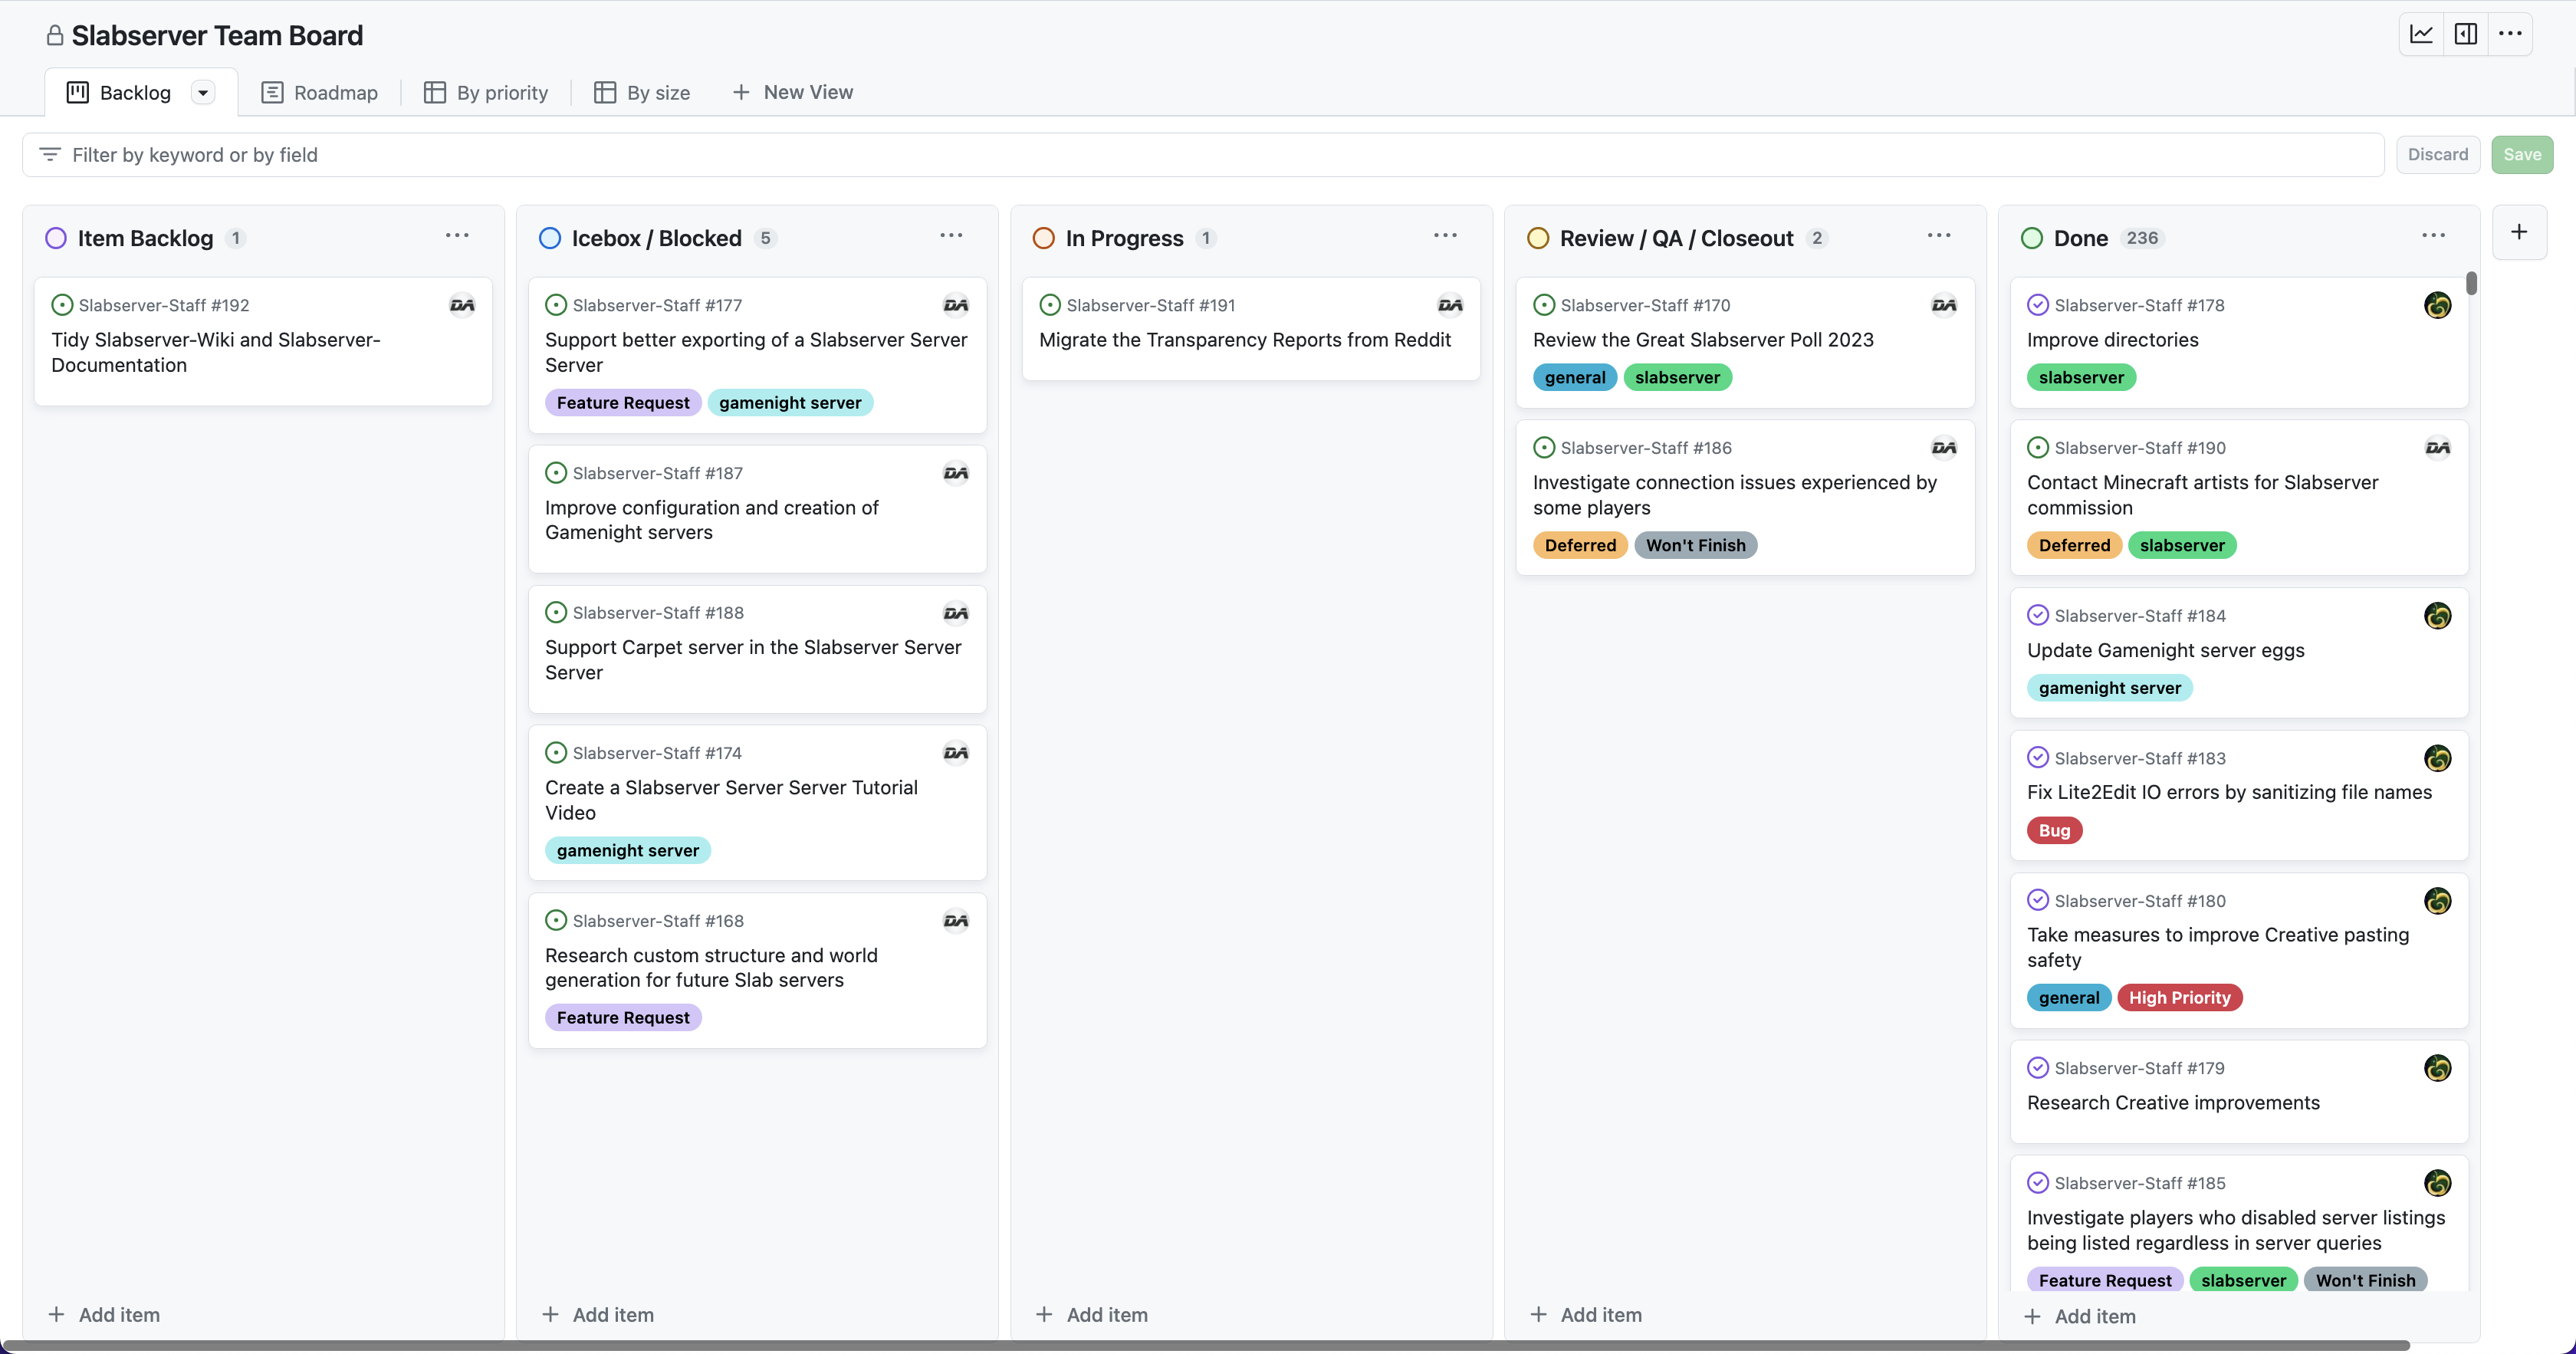 Slabserver Team Board
Backlog
Roadmap
By priority
By size
New View
Filter by keyword or by field
Discard
Save
Item Backlog 1
Slabserver-Staff #192
DA
Tidy Slabserver-Wiki and Slabserver-
Documentation
Add item
Icebox / Blocked 5
Slabserver-Staff #177
DA
Support better exporting of a Slabserver Server
Server
Feature Request
gamenight server
Slabserver-Staff #187
DA
Improve configuration and creation of
Gamenight servers
Slabserver-Staff #188
DA
Support Carpet server in the Slabserver Server
Server
Slabserver-Staff #174
DA
Create a Slabserver Server Server Tutorial
Video
gamenight server
Slabserver-Staff #168
DA
Research custom structure and world
generation for future Slab servers
Feature Request
Add item
In Progress 1
Slabserver-Staff #191
DA
Migrate the Transparency Reports from Reddit
Add item
Review / QA / Closeout 2
Slabserver-Staff #170
DA
Review the Great Slabserver Poll 2023
general
slabserver
Slabserver-Staff #186
DA
Investigate connection issues experienced by
some players
Deferred
Won't Finish
Add item
Done 236
Slabserver-Staff #178
Improve directories
slabserver
Slabserver-Staff #190
DA
Contact Minecraft artists for Slabserver
commission
Deferred
slabserver
Slabserver-Staff #184
Update Gamenight server eggs
gamenight server
Slabserver-Staff #183
Fix Lite2Edit IO errors by sanitizing file names
Bug
Slabserver-Staff #180
Take measures to improve Creative pasting
safety
general
High Priority
Slabserver-Staff #179
Research Creative improvements
Slabserver-Staff #185
Investigate players who disabled server listings
being listed regardless in server queries
Feature Request
slabserver
Won't Finish
Add item